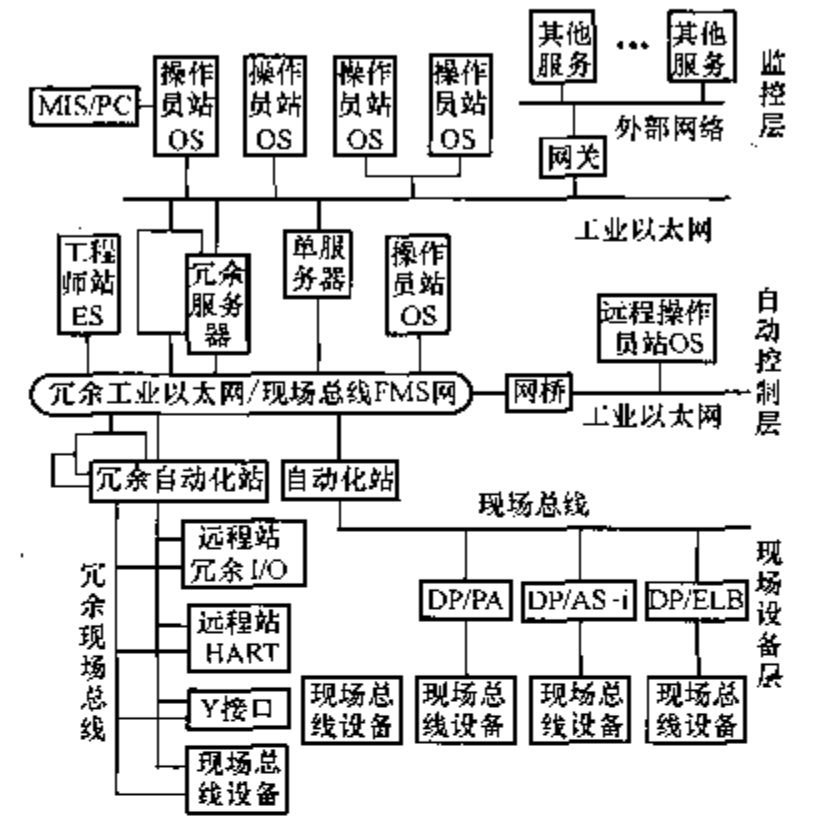 其他
服务
...
其他
服务
监控层
MIS/PC
操作
员站
OS
操作
员站
OS
操作
员站
OS
操作
员站
OS
外部网络
网关
工业以太网
工程
师站
ES
冗余
服务
器
单服
务器
操作
员站
OS
远程操作
员站OS
自动控制层
冗余工业以太网/现场总线FMS网
网桥
工业以太网
冗余自动化站
自动化站
现场总线
远程站
冗余I/O
冗余现场总线
DP/PA
DP/AS-i
DP/ELB
现场设备层
远程站
HART
Y接口
现场总
线设备
现场总
线设备
现场总
线设备
现场总
线设备
现场总
线设备